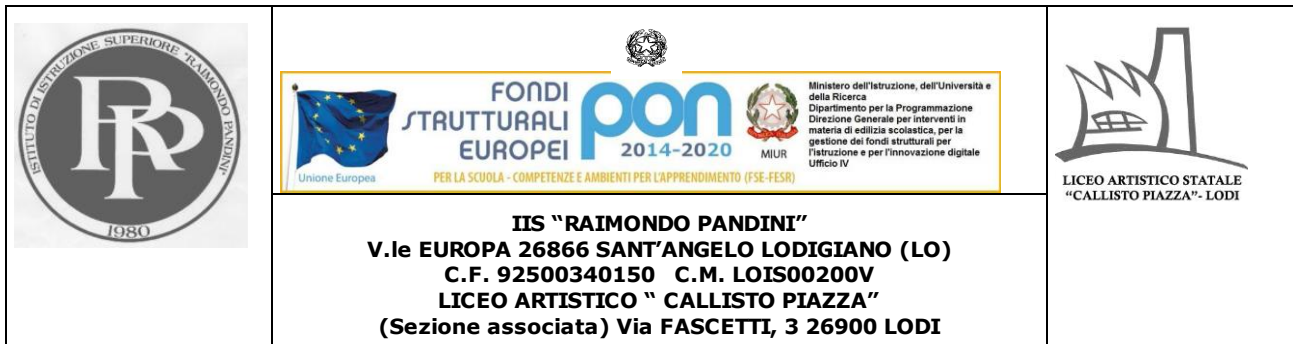 ISTITUTO DI ISTRUZIONE SUPERIORE "RAIMONDO PANDINI"
1980
FONDI
STRUTTURALI
EUROPEI
pon
2014-2020
MIUR
Unione Europea
Ministero dell'Istruzione, dell'Università e
della Ricerca
Dipartimento per la Programmazione
Direzione Generale per interventi in
materia di edilizia scolastica, per la
gestione dei fondi strutturali per
l'istruzione e per l'innovazione digitale
Ufficio IV
PER LA SCUOLA - COMPETENZE E AMBIENTI PER L'APPRENDIMENTO (FSE-FESR)
LICEO ARTISTICO STATALE
"CALLISTO PIAZZA"- LODI
IIS “RAIMONDO PANDINI”
V.le EUROPA 26866 SANT’ANGELO LODIGIANO (LO)
C.F. 92500340150 C.M. LOIS00200V
LICEO ARTISTICO “ CALLISTO PIAZZA”
(Sezione associata) Via FASCETTI, 3 26900 LODI